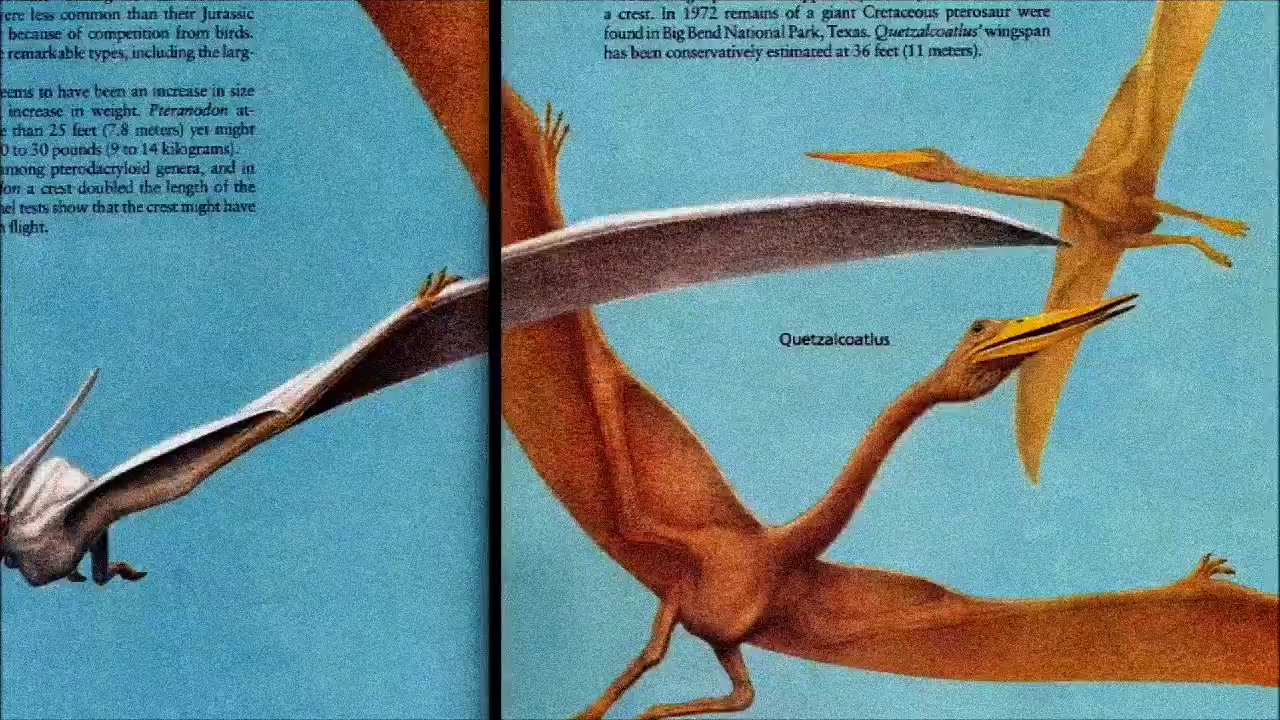 ere less common than their Jurassic
because of competition from birds.
remarkable types, including the larg-
eems to have been an increase in size
increase in weight. Pteranodon at-
e than 25 feet (7.8 meters) yet might
0 to 30 pounds (9 to 14 kilograms).
among pterodactyloid genera, and in
on a crest doubled the length of the
nel tests show that the crest might have
flight.
a crest. In 1972 remains of a giant Cretaceous pterosaur were
found in Big Bend National Park, Texas. Quetzalcoatlus' wingspan
has been conservatively estimated at 36 feet (11 meters).
Quetzalcoatlus